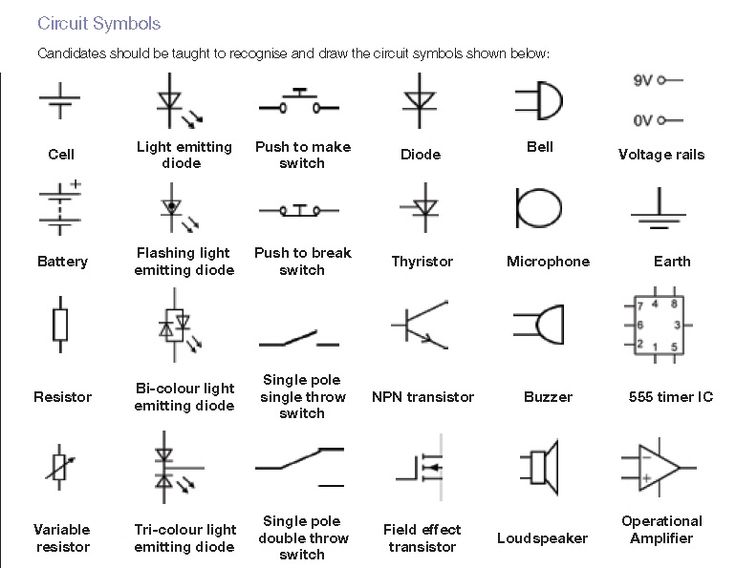 Circuit Symbols
Candidates should be taught to recognise and draw the circuit symbols shown below:
9V
0V
Cell
Light emitting
diode
Push to make
switch
Diode
Bell
Voltage rails
+
Battery
Flashing light
emitting diode
Push to break
switch
Thyristor
Microphone
Earth
7 4 8
6 3
2 1 5
Resistor
Bi-colour light
emitting diode
Single pole
single throw
switch
NPN transistor
Buzzer
555 timer IC
−
+
Variable
resistor
Tri-colour light
emitting diode
Single pole
double throw
switch
Field effect
transistor
Loudspeaker
Operational
Amplifier